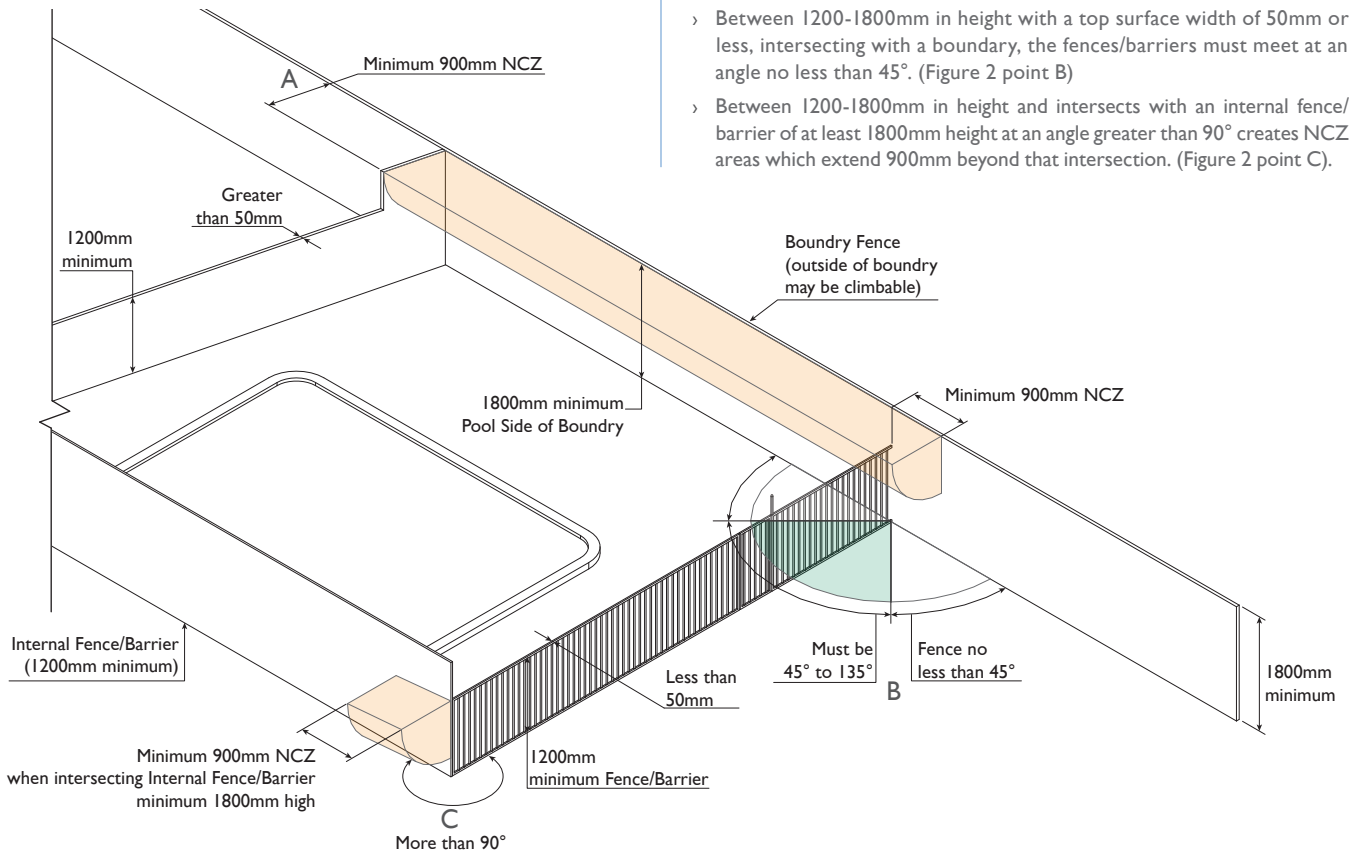 › Between 1200-1800mm in height with a top surface width of 50mm or
less, intersecting with a boundary, the fences/barriers must meet at an
angle no less than 45°. (Figure 2 point B)
› Between 1200-1800mm in height and intersects with an internal fence/
barrier of at least 1800mm height at an angle greater than 90° creates NCZ
areas which extend 900mm beyond that intersection. (Figure 2 point C).
A
Minimum 900mm NCZ
Greater
than 50mm
1200mm
minimum
Boundry Fence
(outside of boundry
may be climbable)
1800mm minimum
Pool Side of Boundry
Minimum 900mm NCZ
Internal Fence/Barrier
(1200mm minimum)
Must be
45° to 135°
Fence no
less than 45°
B
Less than
50mm
1800mm
minimum
Minimum 900mm NCZ
when intersecting Internal Fence/Barrier
minimum 1800mm high
1200mm
minimum Fence/Barrier
C
More than 90°